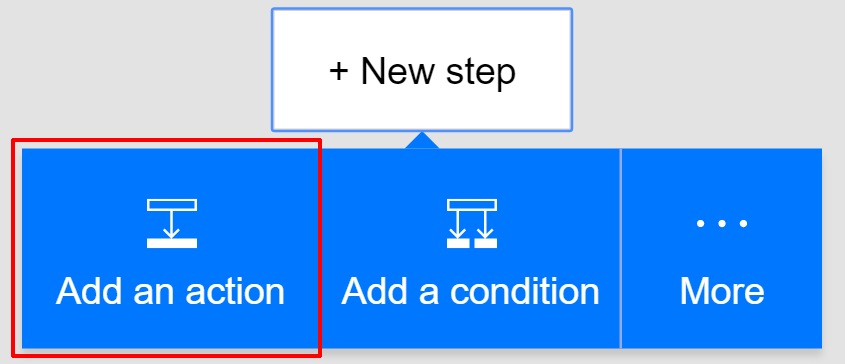 + New step
Add an action
Add a condition
More